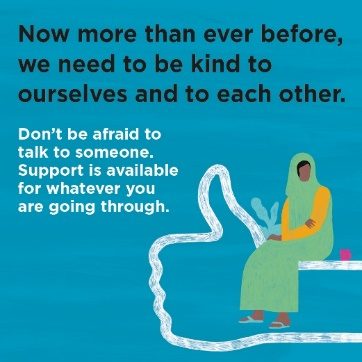 Now more than ever before,
we need to be kind to
ourselves and to each other.
Don't be afraid to
talk to someone.
Support is available
for whatever you
are going through.